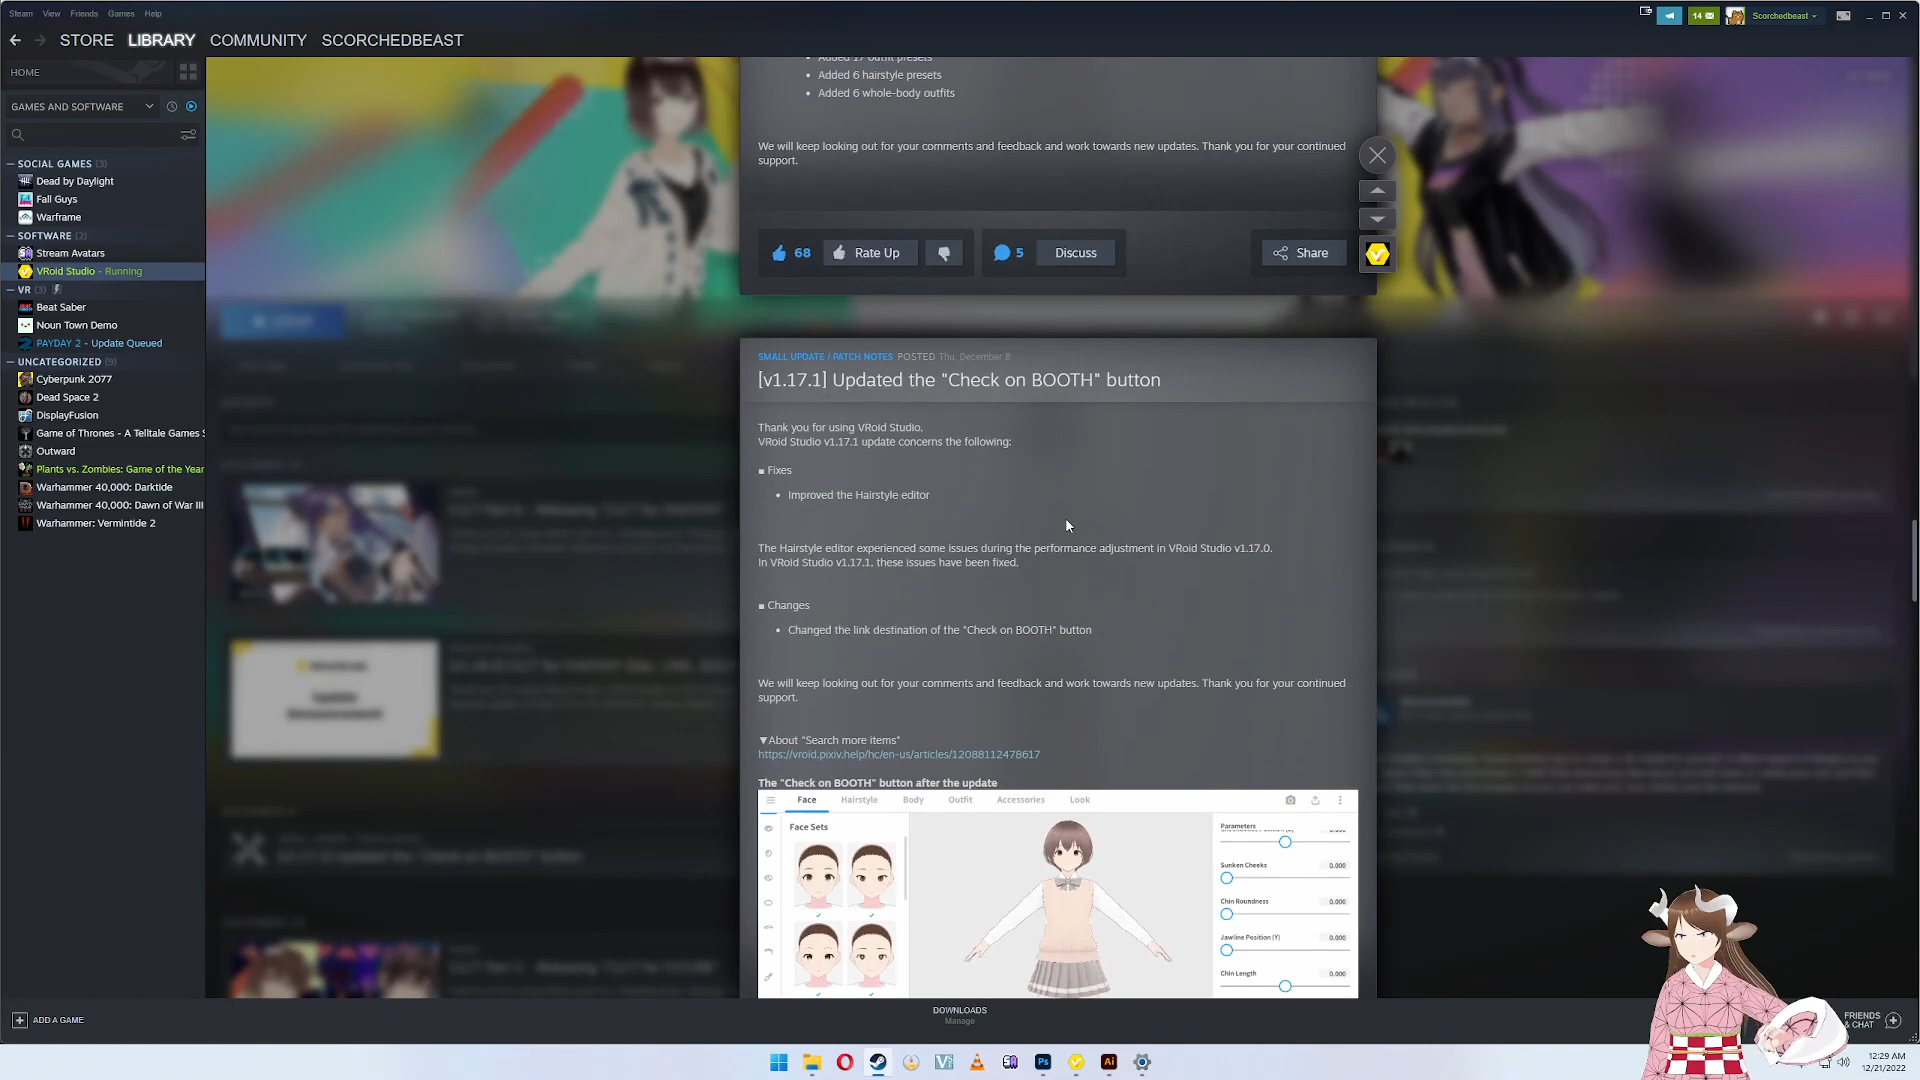 Steam View Friends Games Help
14
Scorchedbeast
STORE LIBRARY COMMUNITY SCORCHEDBEAST
HOME
GAMES AND SOFTWARE
SOCIAL GAMES (3)
Dead by Daylight
Fall Guys
Warframe
SOFTWARE (2)
Stream Avatars
VRoid Studio - Running
VR (3)
Beat Saber
Noun Town Demo
PAYDAY 2 - Update Queued
UNCATEGORIZED (9)
Cyberpunk 2077
Dead Space 2
DisplayFusion
Game of Thrones - A Telltale Games S
Outward
Plants vs. Zombies: Game of the Year
Warhammer 40,000: Darktide
Warhammer 40,000: Dawn of War III
Warhammer: Vermintide 2
ADD A GAME
• Added 17 outfit presets
• Added 6 hairstyle presets
• Added 6 whole-body outfits
We will keep looking out for your comments and feedback and work towards new updates. Thank you for your continued
support.
68 Rate Up 5 Discuss Share
SMALL UPDATE / PATCH NOTES POSTED Thu, December 8
[v1.17.1] Updated the "Check on BOOTH" button
Thank you for using VRoid Studio.
VRoid Studio v1.17.1 update concerns the following:
■ Fixes
• Improved the Hairstyle editor
The Hairstyle editor experienced some issues during the performance adjustment in VRoid Studio v1.17.0.
In VRoid Studio v1.17.1, these issues have been fixed.
■ Changes
• Changed the link destination of the "Check on BOOTH" button
We will keep looking out for your comments and feedback and work towards new updates. Thank you for your continued
support.
▼About "Search more items"
https://vroid.pixiv.help/hc/en-us/articles/12088112478617
The "Check on BOOTH" button after the update
Face Hairstyle Body Outfit Accessories Look
Face Sets
Parameters
Sunken Cheeks 0.000
Chin Roundness 0.000
Jawline Position (Y) 0.000
Chin Length 0.000
DOWNLOADS
Manage
FRIENDS
& CHAT
Ps
Ai
12:29 AM
12/21/2022